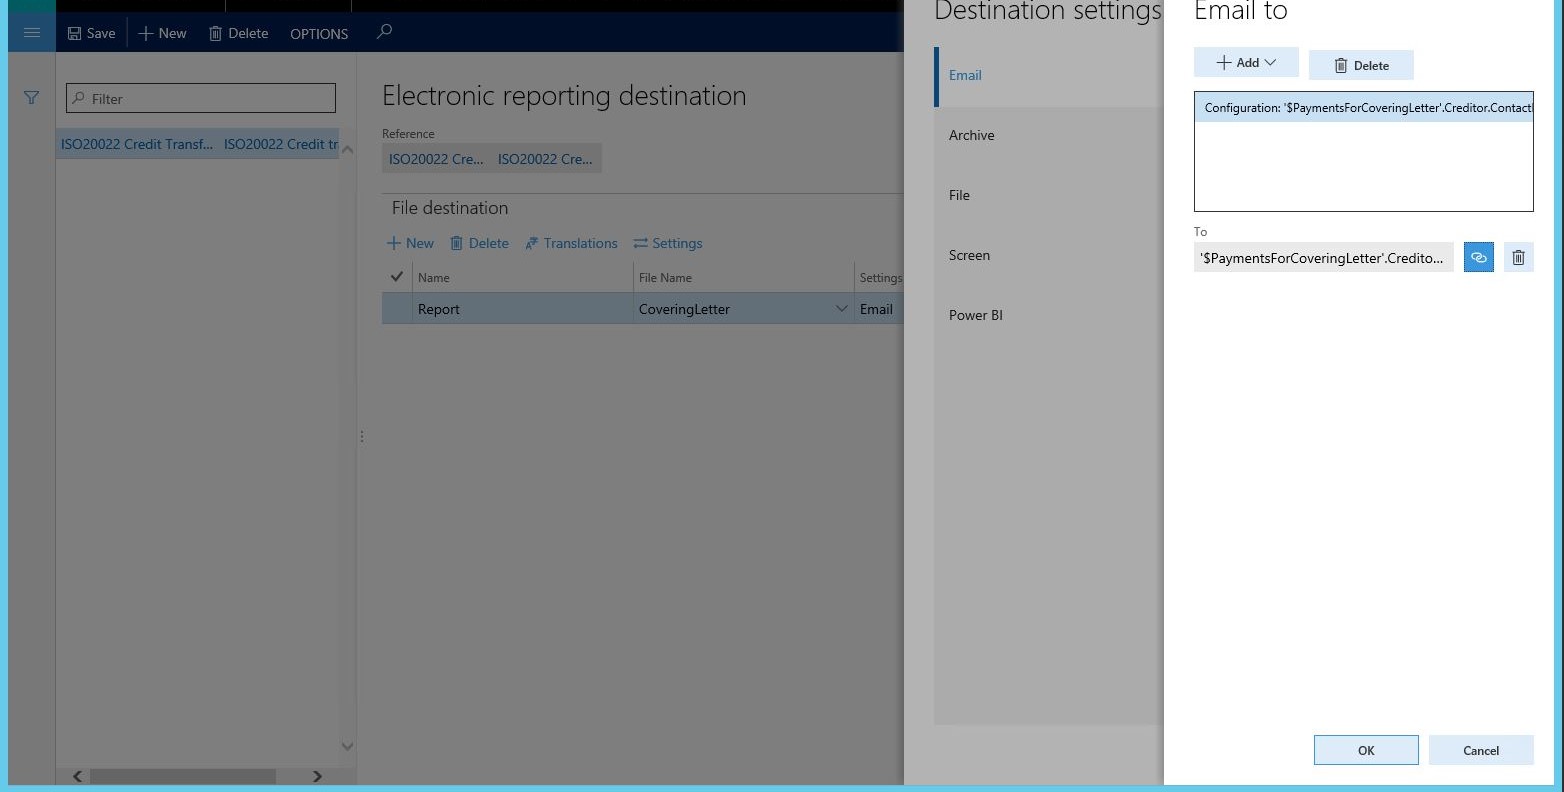 Save
New
Delete
OPTIONS
Filter
ISO20022 Credit Transf... ISO20022 Credit tr
Electronic reporting destination
Reference
ISO20022 Cre... ISO20022 Cre...
File destination
New Delete Translations Settings
Name File Name Settings
Report CoveringLetter Email
Destination settings
Email
Archive
File
Screen
Power BI
Email to
Add Delete
Configuration: '$PaymentsForCoveringLetter'.Creditor.Contact
To
'$PaymentsForCoveringLetter'.Credito...
OK Cancel